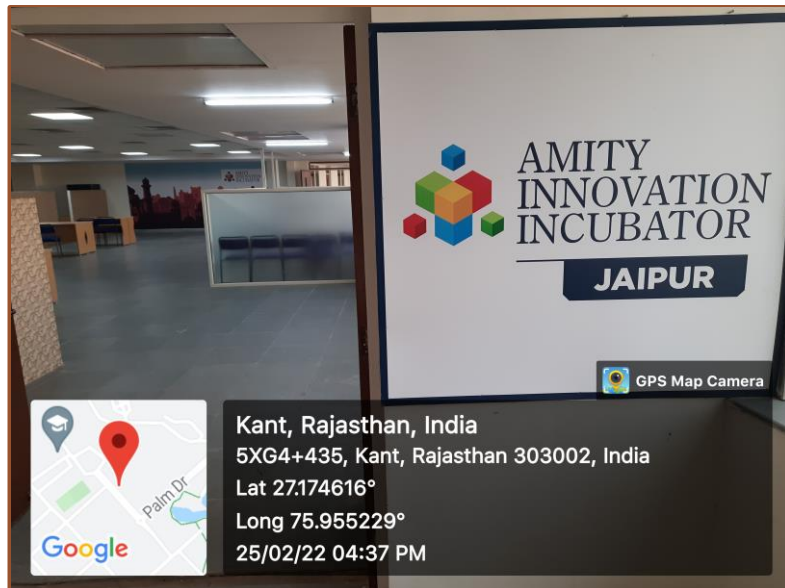 AMITY
INNOVATION
INCUBATOR
JAIPUR
GPS Map Camera
Kant, Rajasthan, India
5XG4+435, Kant, Rajasthan 303002, India
Lat 27.174616°
Long 75.955229°
25/02/22 04:37 PM
Palm Dr
Google